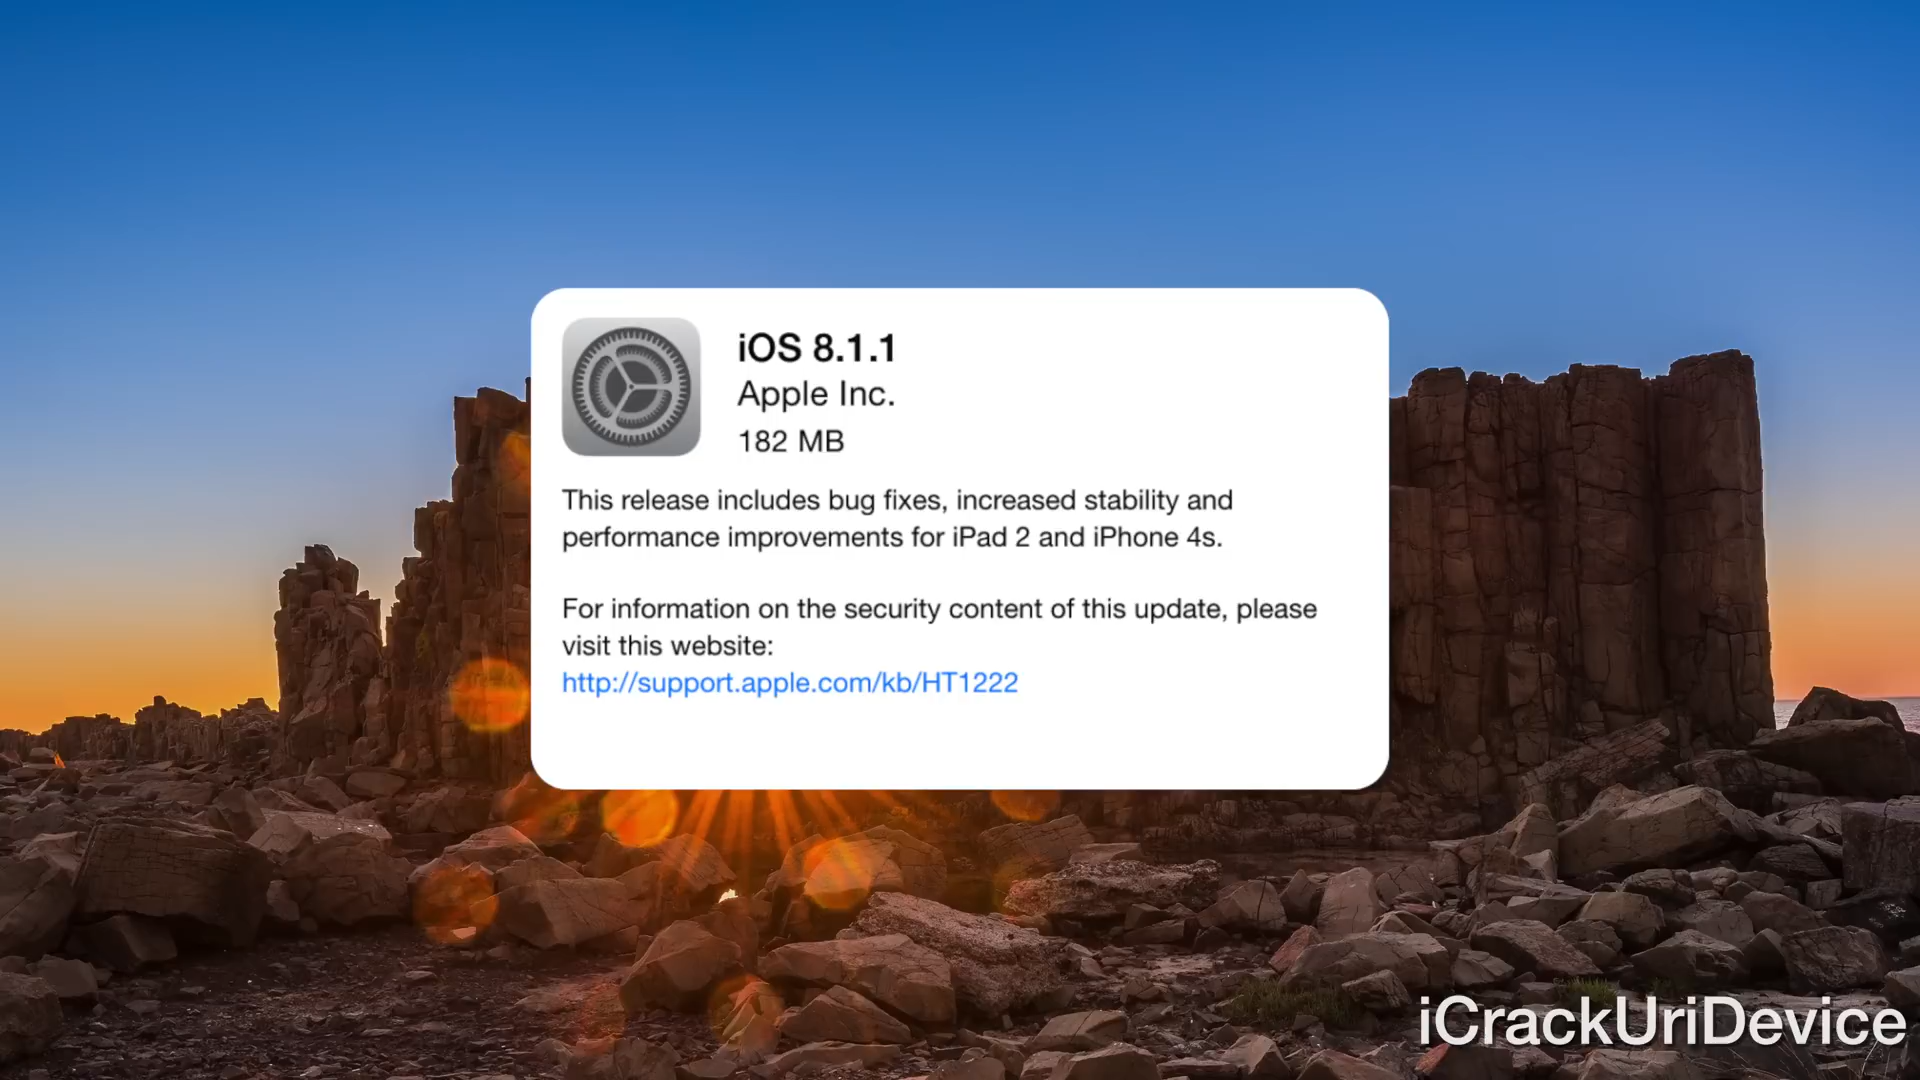 iOS 8.1.1
Apple Inc.
182 MB
This release includes bug fixes, increased stability and
performance improvements for iPad 2 and iPhone 4s.
For information on the security content of this update, please
visit this website:
http://support.apple.com/kb/HT1222
iCrackUriDevice